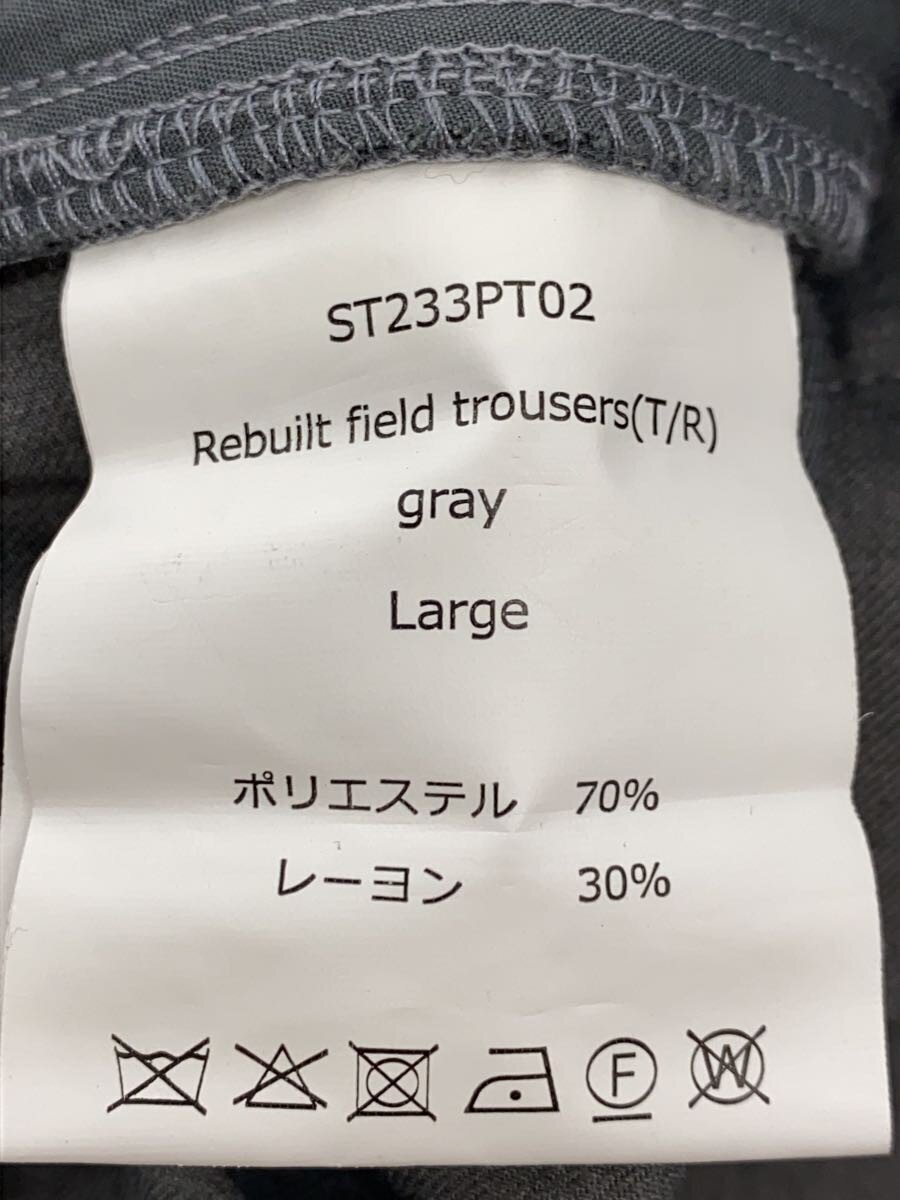 ST233PT02
Rebuilt field trousers(T/R)
gray
Large
ポリエステル 70%
レーヨン 30%
F W